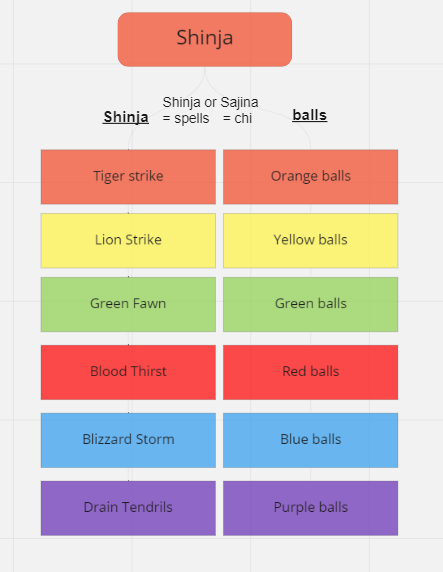 Shinja
Shinja or Sajina
= spells = chi
Shinja balls
Tiger strike Orange balls
Lion Strike Yellow balls
Green Fawn Green balls
Blood Thirst Red balls
Blizzard Storm Blue balls
Drain Tendrils Purple balls